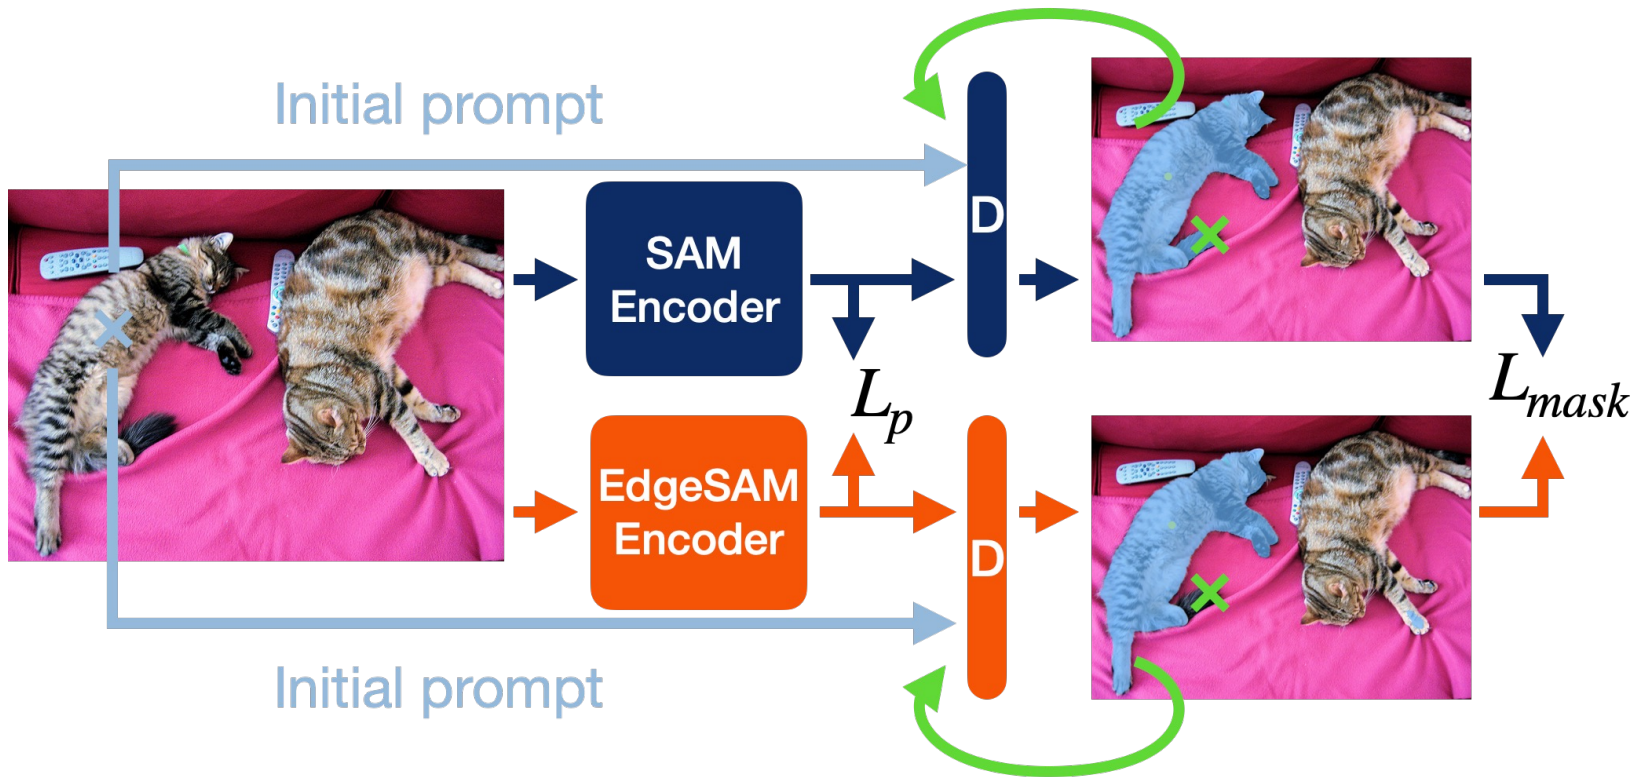 Initial prompt
SAM
Encoder
D
L_p
L_mask
EdgeSAM
Encoder
D
Initial prompt